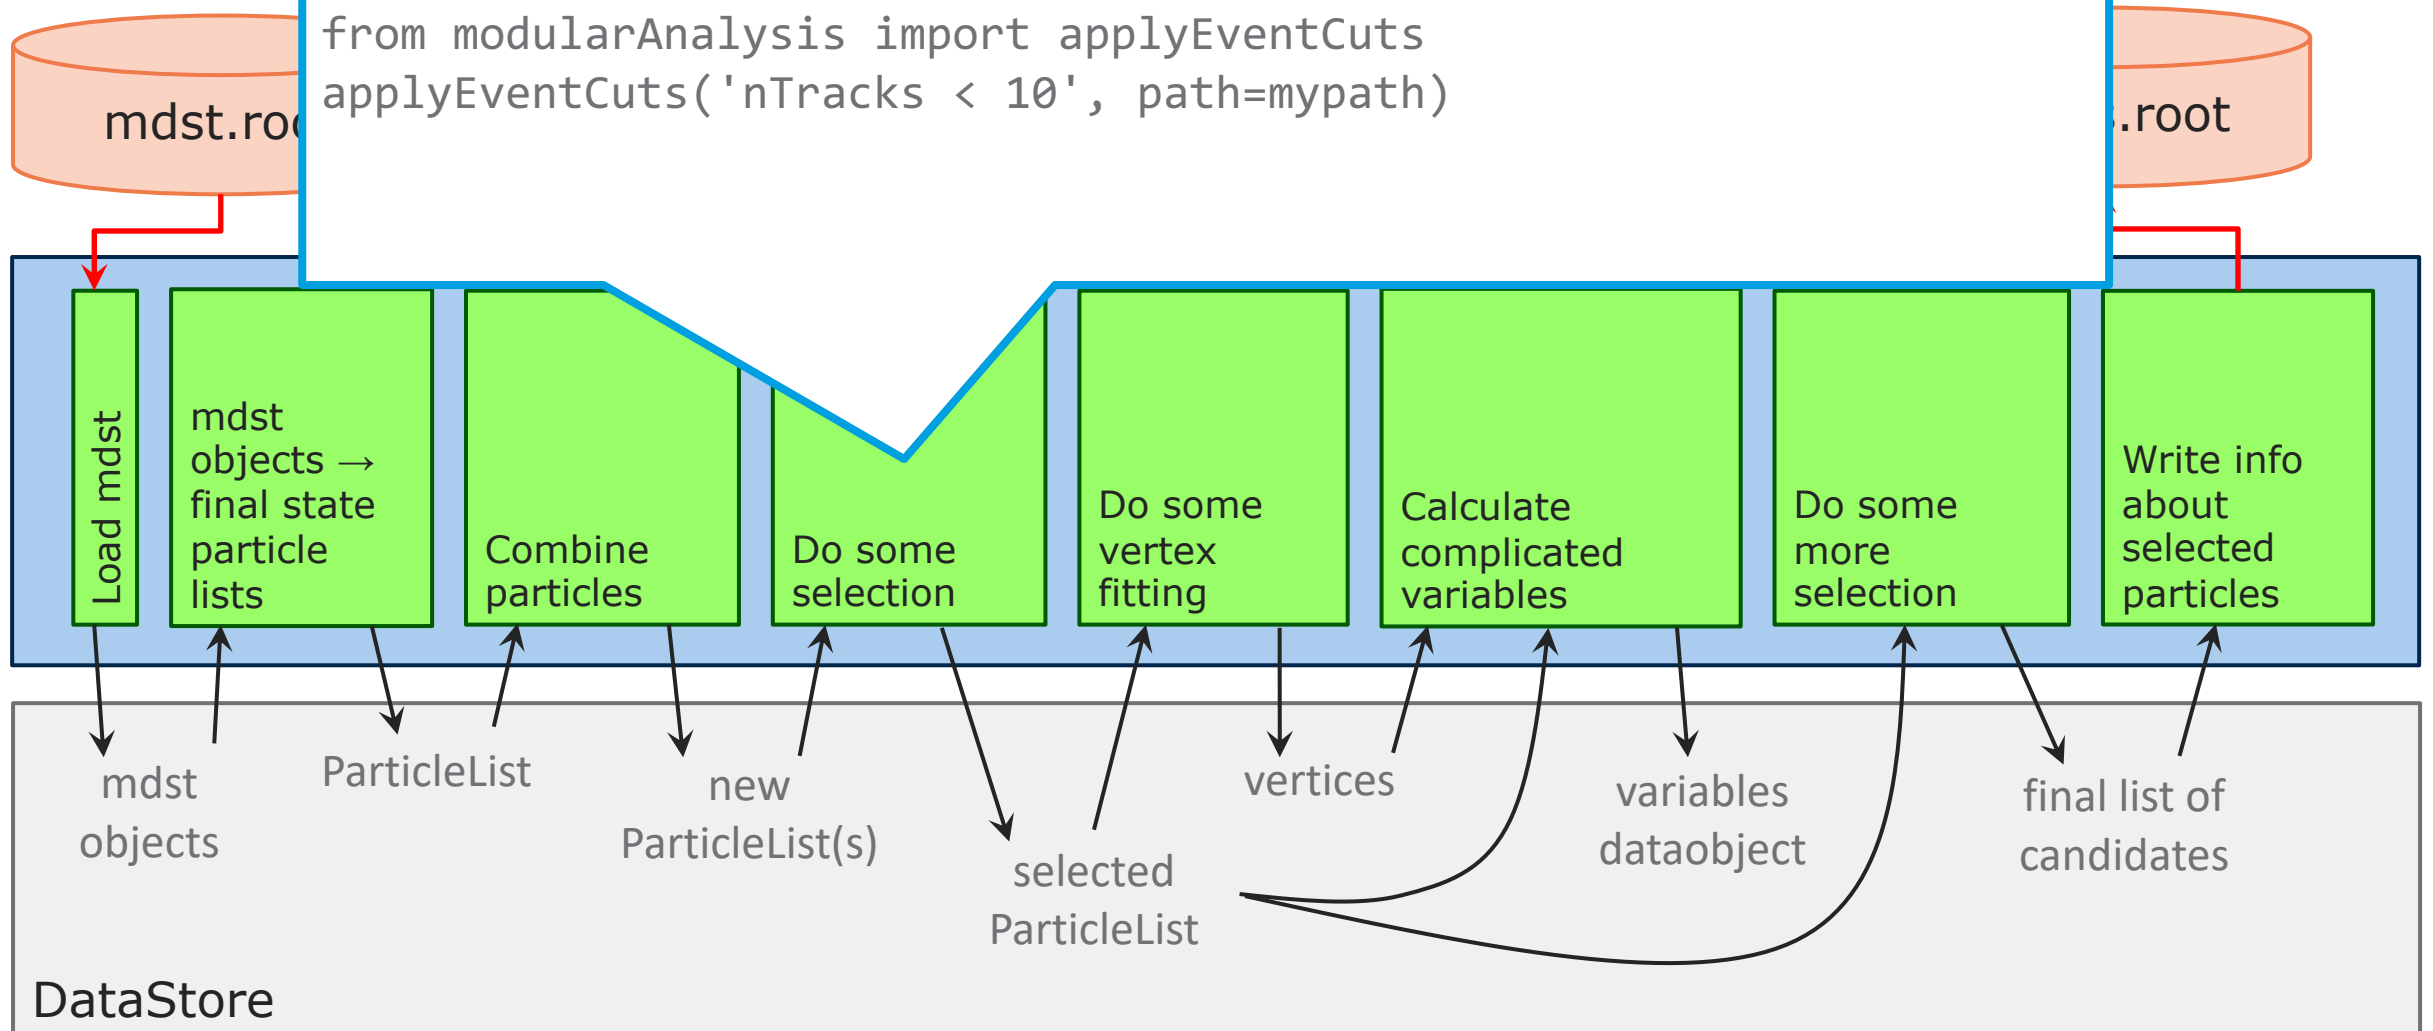 from modularAnalysis import applyEventCuts
applyEventCuts('nTracks < 10', path=mypath)
.root
Load mdst
mdst
objects →
final state
particle
lists
Combine
particles
Do some
selection
Do some
vertex
fitting
Calculate
complicated
variables
Do some
more
selection
Write info
about
selected
particles
mdst
objects
ParticleList
new
ParticleList(s)
selected
ParticleList
vertices
variables
dataobject
final list of
candidates
DataStore